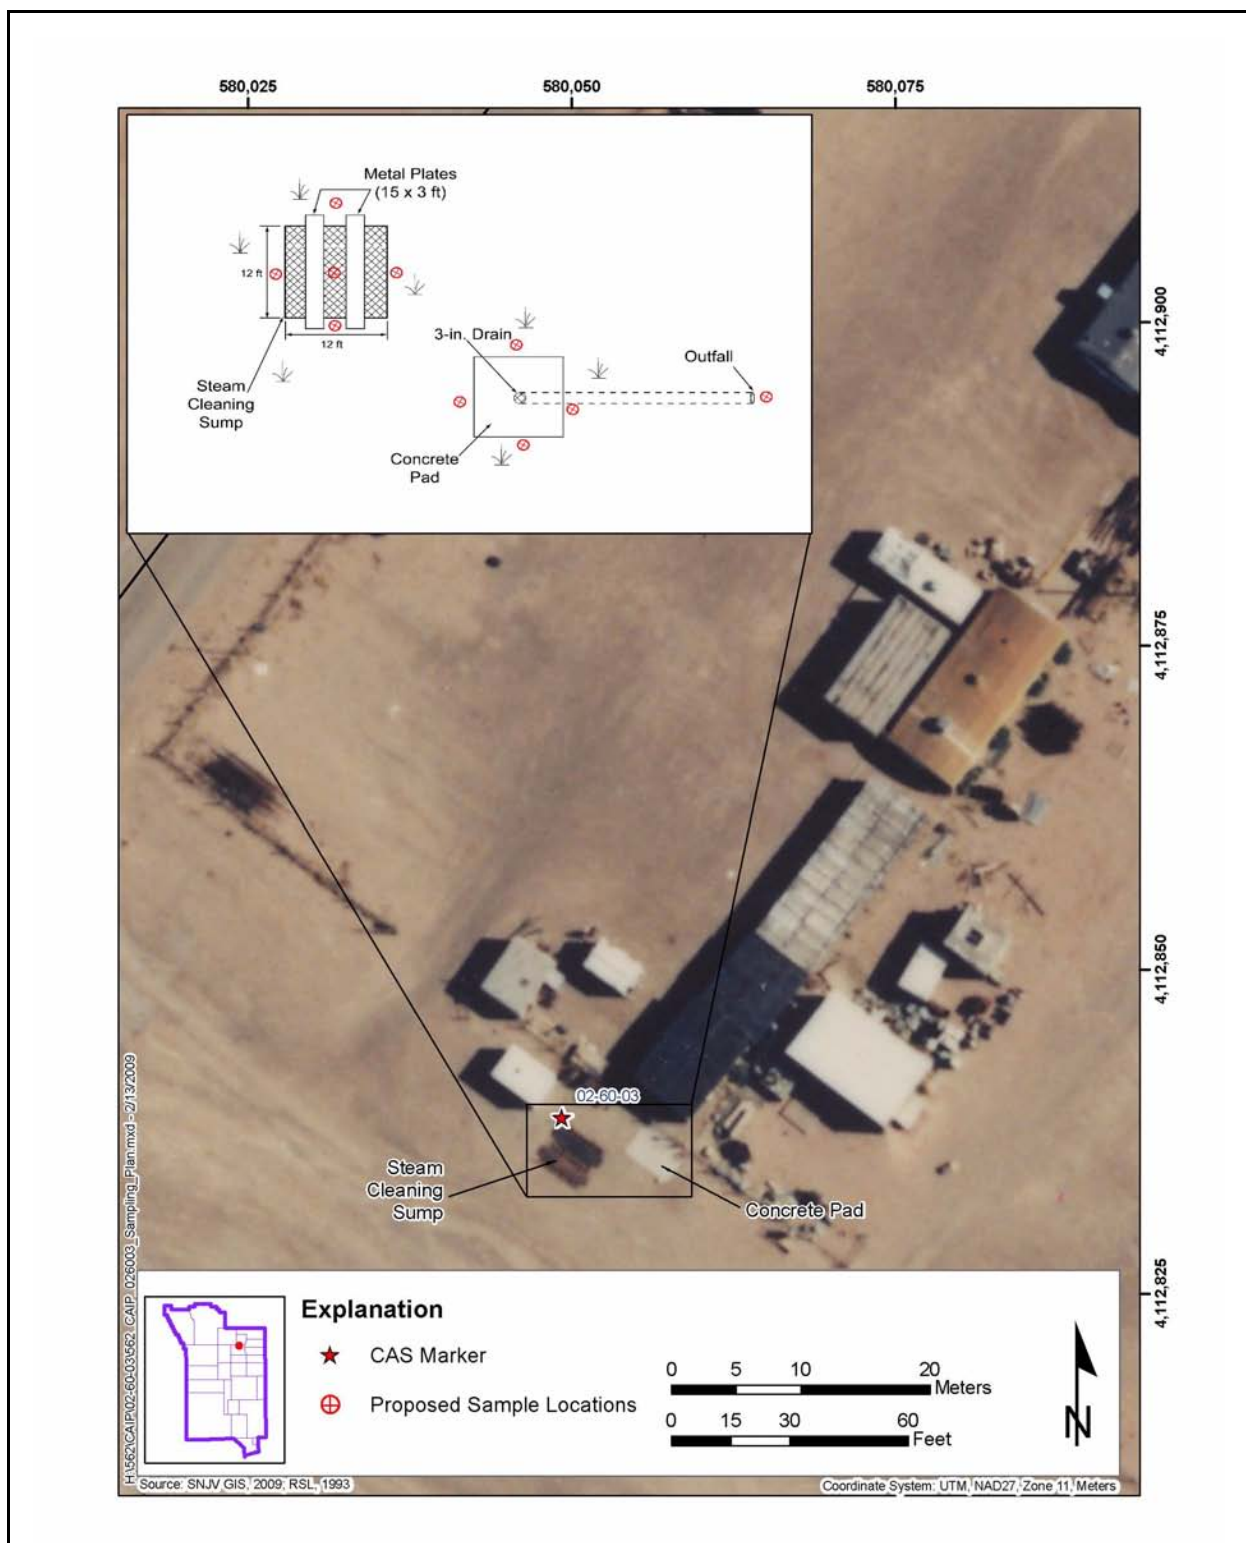 580,025
580,050
580,075
Metal Plates
(15 x 3 ft)
12 ft
12 ft
Steam
Cleaning
Sump
3-in. Drain
Outfall
Concrete
Pad
4,112,900
4,112,875
4,112,850
4,112,825
02-60-03
Steam
Cleaning
Sump
Concrete Pad
H:\562\CAIP\02-60-03\562_CAIP_026003_Sampling_Plan.mxd - 2/13/2009
Explanation
CAS Marker
Proposed Sample Locations
0 5 10 20
Meters
0 15 30 60
Feet
N
Source: SNJV GIS, 2009; RSL, 1993
Coordinate System: UTM, NAD27, Zone 11, Meters